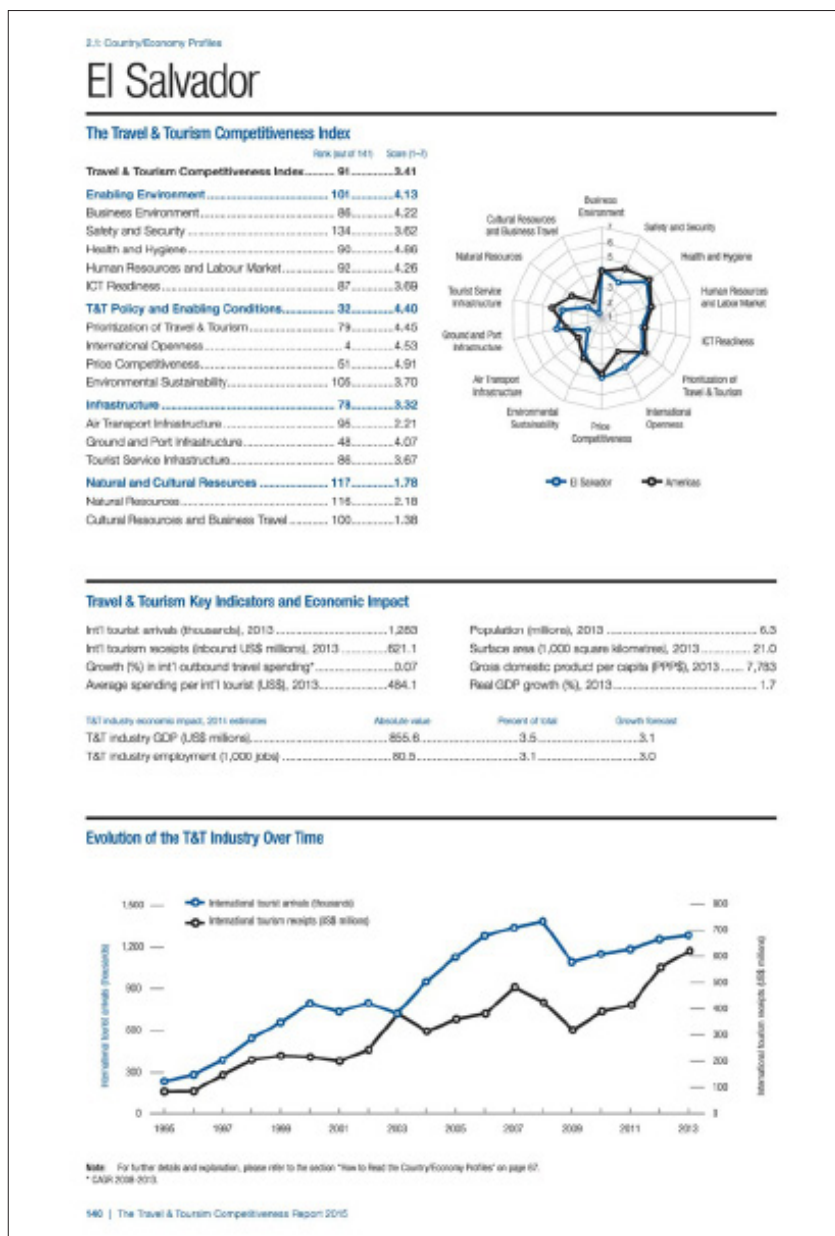 2.1: Country/Economy Profiles
El Salvador
The Travel & Tourism Competitiveness Index
Rank (out of 141) Score (1–7)
Travel & Tourism Competitiveness Index 91 3.41
Enabling Environment 101 4.13
Business Environment 86 4.22
Safety and Security 134 3.62
Health and Hygiene 90 4.86
Human Resources and Labour Market 92 4.26
ICT Readiness 87 3.69
T&T Policy and Enabling Conditions 32 4.40
Prioritization of Travel & Tourism 79 4.45
International Openness 4 4.53
Price Competitiveness 51 4.91
Environmental Sustainability 105 3.70
Infrastructure 78 3.32
Air Transport Infrastructure 95 2.21
Ground and Port Infrastructure 48 4.07
Tourist Service Infrastructure 86 3.67
Natural and Cultural Resources 117 1.78
Natural Resources 116 2.18
Cultural Resources and Business Travel 100 1.38
Business
Environment
Safety and Security
Health and Hygiene
Human Resources
and Labor Market
ICT Readiness
Prioritization of
Travel & Tourism
International
Openness
Price
Competitiveness
Environmental
Sustainability
Air Transport
Infrastructure
Ground and Port
Infrastructure
Tourist Service
Infrastructure
Natural Resources
Cultural Resources
and Business Travel
7
6
5
3
2
1
El Salvador Americas
Travel & Tourism Key Indicators and Economic Impact
Int'l tourist arrivals (thousands), 2013 1,283
Int'l tourism receipts (inbound US$ millions), 2013 621.1
Growth (%) in int'l outbound travel spending* 0.07
Average spending per int'l tourist (US$), 2013 484.1
Population (millions), 2013 6.3
Surface area (1,000 square kilometres), 2013 21.0
Gross domestic product per capita (PPP$), 2013 7,783
Real GDP growth (%), 2013 1.7
T&T industry economic impact, 2014 estimates Absolute value Percent of total Growth forecast
T&T industry GDP (US$ millions) 855.6 3.5 3.1
T&T industry employment (1,000 jobs) 80.5 3.1 3.0
Evolution of the T&T Industry Over Time
International tourist arrivals (thousands)
International tourism receipts (US$ millions)
International tourist arrivals (thousands)
1,500
1,200
900
600
300
0
800
700
600
500
400
300
200
100
0
International tourism receipts (US$ millions)
1995 1997 1999 2001 2003 2005 2007 2009 2011 2013
Note: For further details and explanation, please refer to the section "How to Read the Country/Economy Profiles" on page 67.
* CAGR 2008-2013.
140 | The Travel & Toursim Competitiveness Report 2015